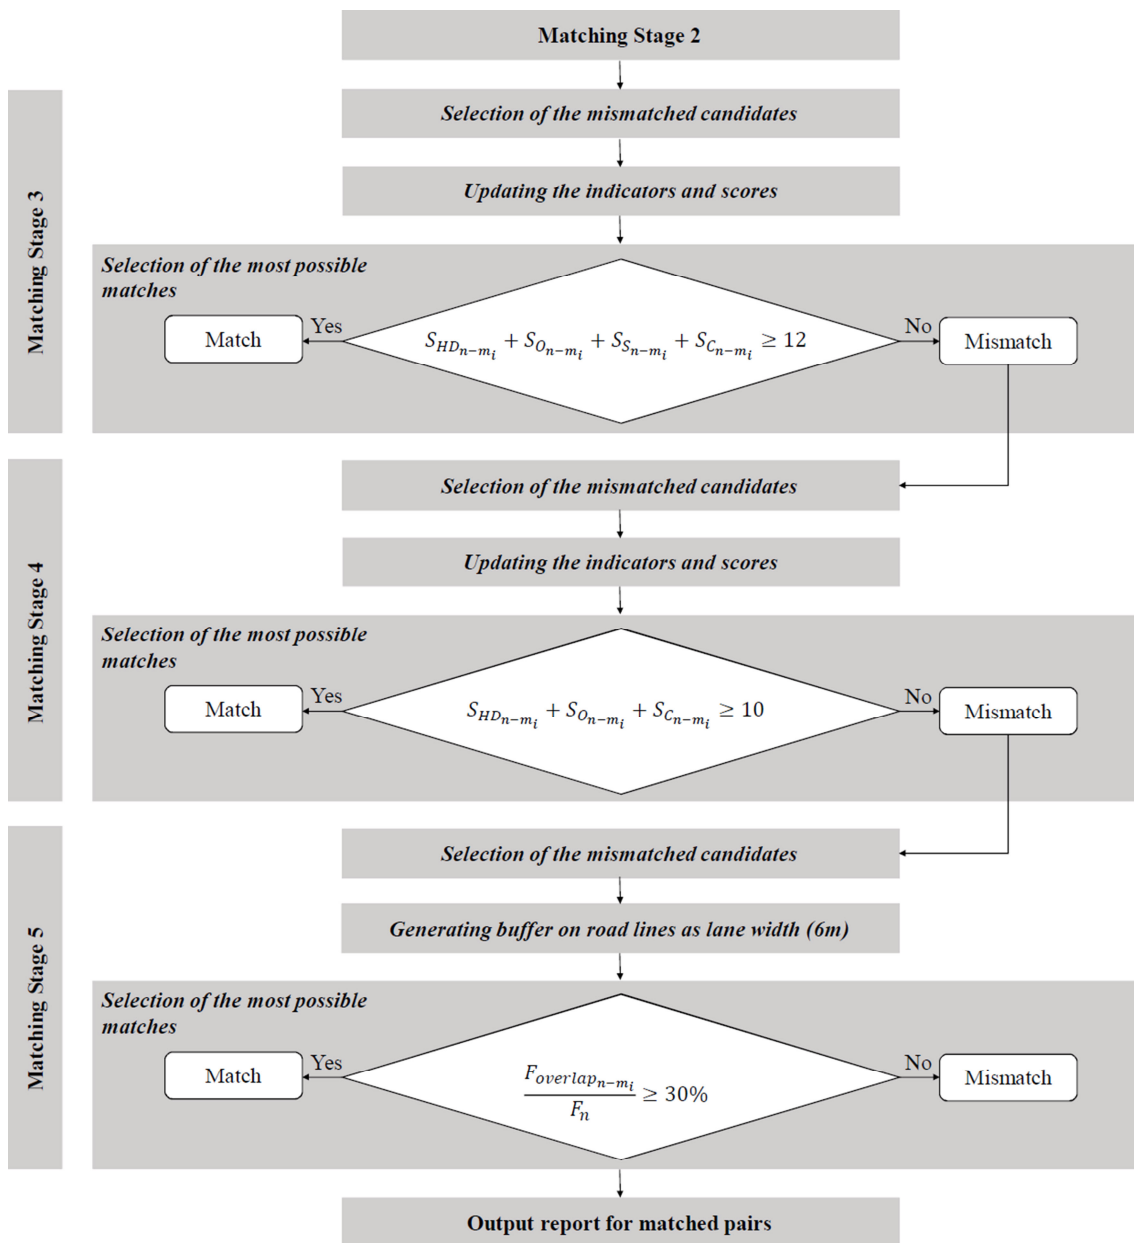 Matching Stage 2
Matching Stage 3
Selection of the mismatched candidates
Updating the indicators and scores
Selection of the most possible
matches
Match
Yes
S_{HD_{n-m_i}} + S_{O_{n-m_i}} + S_{S_{n-m_i}} + S_{C_{n-m_i}} ≥ 12
No
Mismatch
Matching Stage 4
Selection of the mismatched candidates
Updating the indicators and scores
Selection of the most possible
matches
Match
Yes
S_{HD_{n-m_i}} + S_{O_{n-m_i}} + S_{C_{n-m_i}} ≥ 10
No
Mismatch
Matching Stage 5
Selection of the mismatched candidates
Generating buffer on road lines as lane width (6m)
Selection of the most possible
matches
Match
Yes
F_{overlap_{n-m_i}} / F_n ≥ 30%
No
Mismatch
Output report for matched pairs